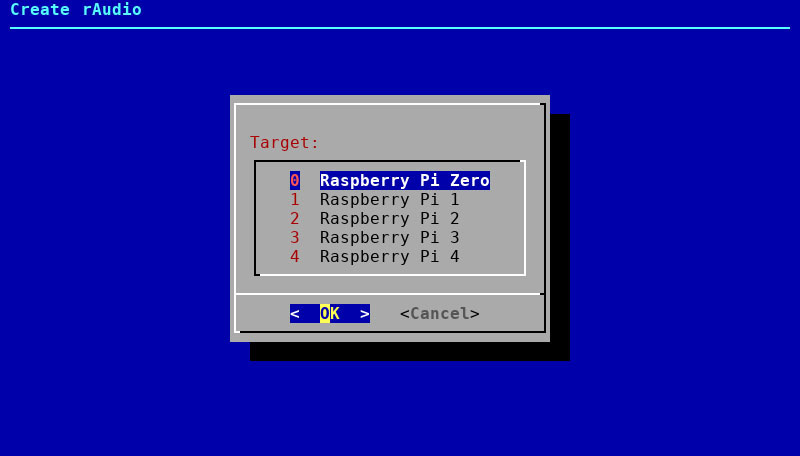 Create rAudio
Target:
0 Raspberry Pi Zero
1 Raspberry Pi 1
2 Raspberry Pi 2
3 Raspberry Pi 3
4 Raspberry Pi 4
< OK > <Cancel>